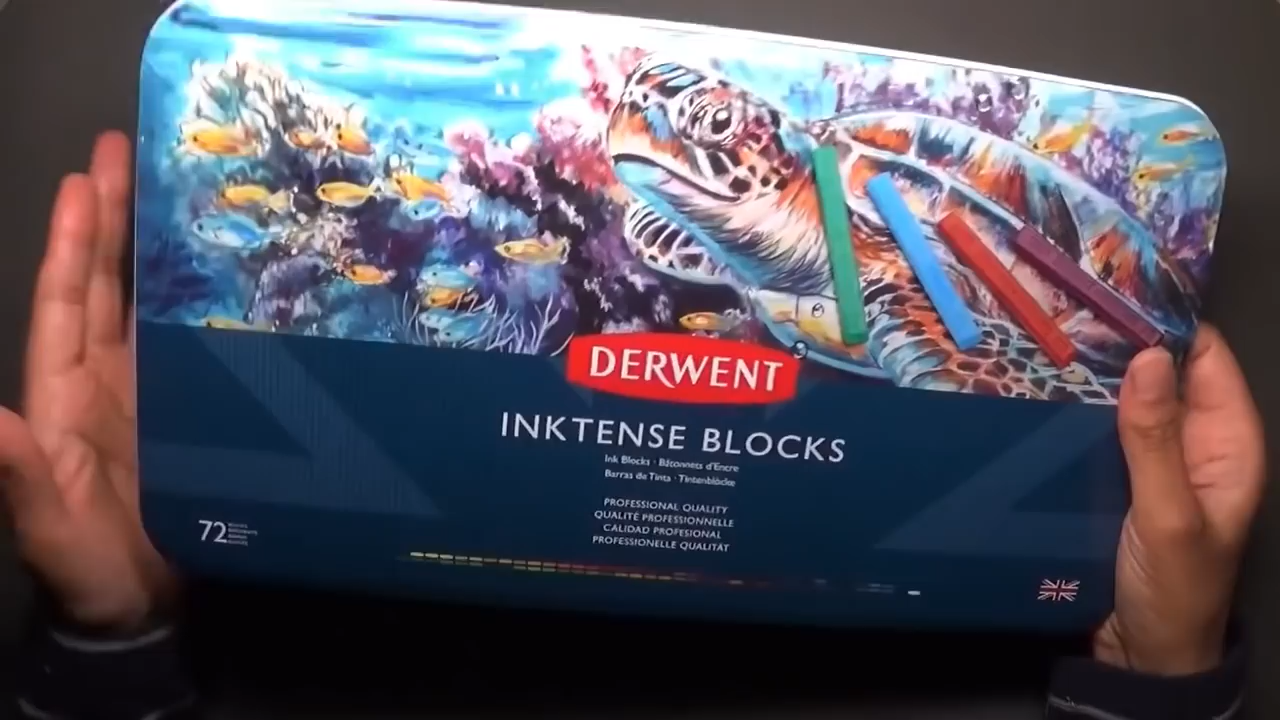 DERWENT
INKTENSE BLOCKS
Ink Blocks · Bâtonnets d'Encre
Barras de Tinta · Tintenblöcke
PROFESSIONAL QUALITY
QUALITÉ PROFESSIONNELLE
CALIDAD PROFESIONAL
PROFESSIONELLE QUALITÄT
72